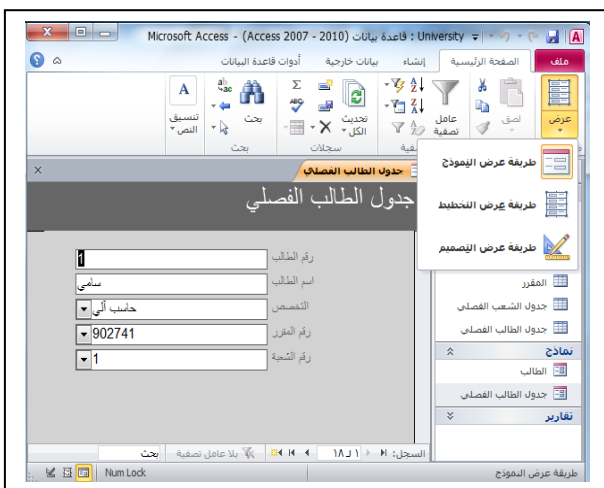 University : قاعدة بيانات (Access 2007 - 2010) - Microsoft Access
ملف
الصفحة الرئيسية
إنشاء
بيانات خارجية
أدوات قاعدة البيانات
عرض
لصق
عامل تصفية
تحديث الكل
بحث
تنسيق النص
سجلات
بحث
طريقة عرض النموذج
طريقة عرض التخطيط
طريقة عرض التصميم
جدول الطالب الفصلي
جدول الطالب الفصلي
رقم الطالب
1
اسم الطالب
سامي
التخصص
حاسب آلي
رقم المقرر
902741
رقم الشعبة
1
المقرر
جدول الشعب الفصلي
جدول الطالب الفصلي
نماذج
الطالب
جدول الطالب الفصلي
تقارير
السجل: ١ لـ ١٨
بلا عامل تصفية
بحث
طريقة عرض النموذج
Num Lock